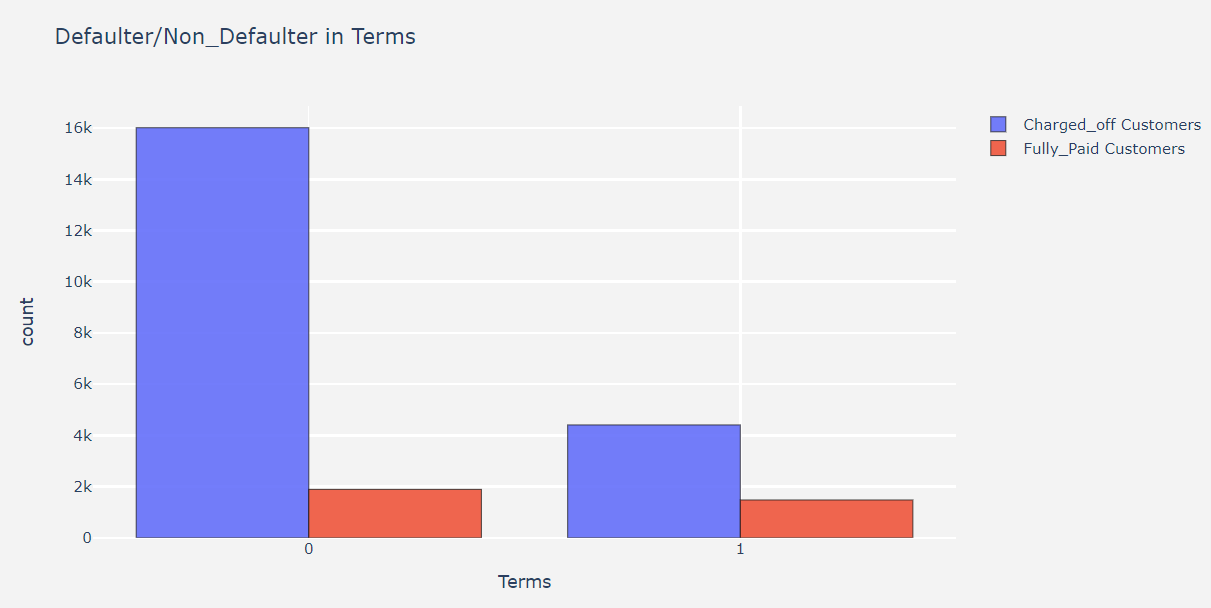 Defaulter/Non_Defaulter in Terms
Charged_off Customers
Fully_Paid Customers
16k
14k
12k
10k
8k
6k
4k
2k
0
count
0 1
Terms